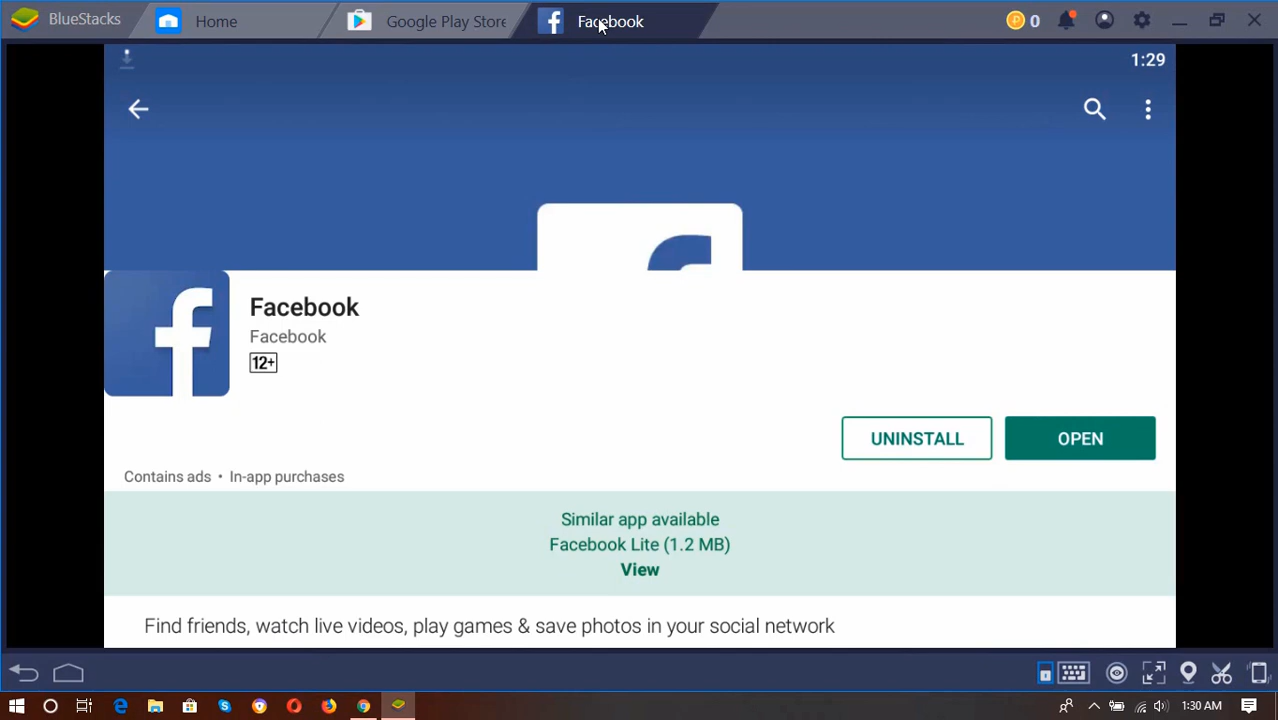 BlueStacks Home Google Play Store Facebook 0
1:29
Facebook
Facebook
12+
UNINSTALL OPEN
Contains ads • In-app purchases
Similar app available
Facebook Lite (1.2 MB)
View
Find friends, watch live videos, play games & save photos in your social network
1:30 AM